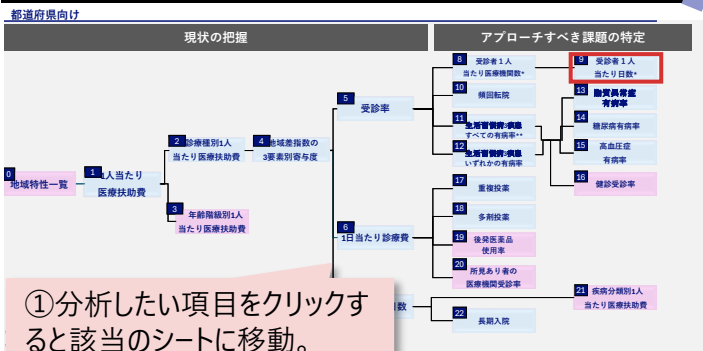 都道府県向け
現状の把握
アプローチすべき課題の特定
0
地域特性一覧
1
1人当たり
医療扶助費
2
診療種別1人
当たり医療扶助費
3
年齢階級別1人
当たり医療扶助費
4
地域差指数の
3要素別寄与度
5
受診率
6
1日当たり診療費
日数
8
受診者1人
当たり医療機関数*
9
受診者1人
当たり日数*
10
頻回転院
11
すべての有病率**
12
いずれかの有病率
13
脂質異常症
有病率
14
糖尿病有病率
15
高血圧症
有病率
16
健診受診率
17
重複投薬
18
多剤投薬
19
後発医薬品
使用率
20
所見あり者の
医療機関受診率
21
疾病分類別1人
当たり医療扶助費
22
長期入院
①分析したい項目をクリックす
ると該当のシートに移動。